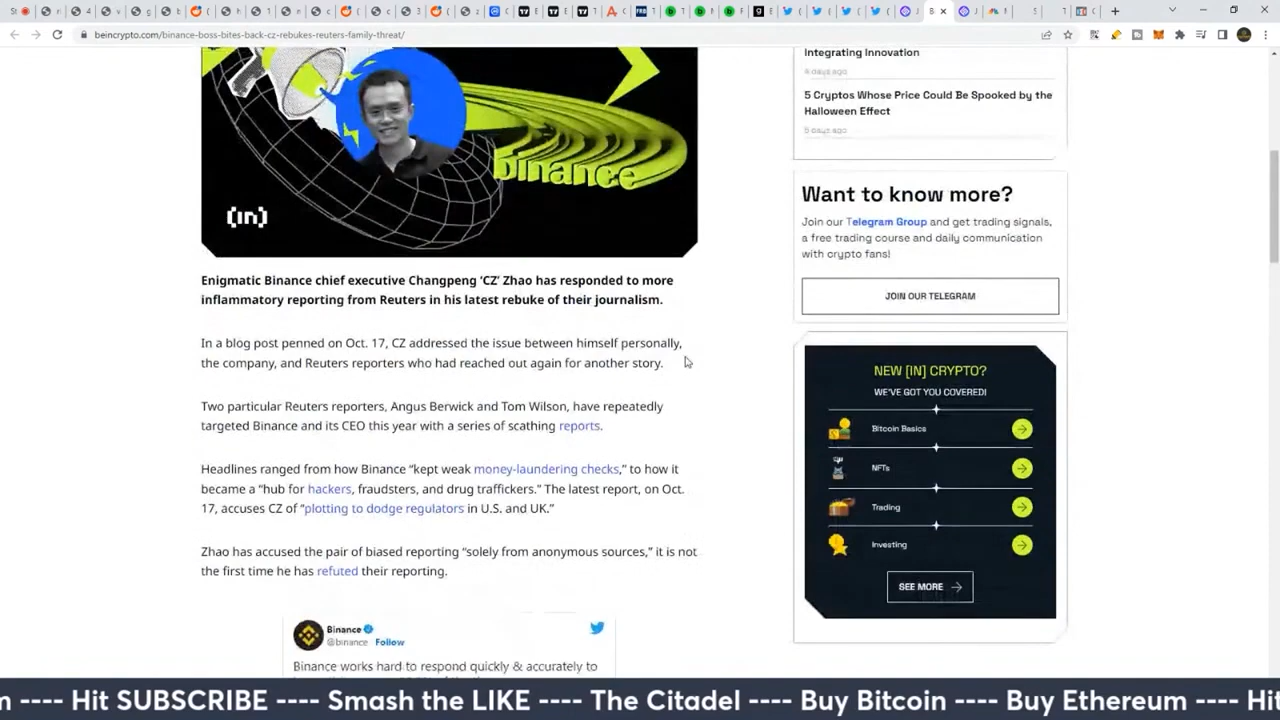 beincrypto.com/binance-boss-bites-back-cz-rebukes-reuters-family-threat/
binance
(in)
Enigmatic Binance chief executive Changpeng 'CZ' Zhao has responded to more
inflammatory reporting from Reuters in his latest rebuke of their journalism.
In a blog post penned on Oct. 17, CZ addressed the issue between himself personally,
the company, and Reuters reporters who had reached out again for another story.
Two particular Reuters reporters, Angus Berwick and Tom Wilson, have repeatedly
targeted Binance and its CEO this year with a series of scathing reports.
Headlines ranged from how Binance “kept weak money-laundering checks,” to how it
became a “hub for hackers, fraudsters, and drug traffickers.” The latest report, on Oct.
17, accuses CZ of “plotting to dodge regulators in U.S. and UK.”
Zhao has accused the pair of biased reporting “solely from anonymous sources,” it is not
the first time he has refuted their reporting.
Binance
@binance Follow
Binance works hard to respond quickly & accurately to
Integrating Innovation
4 days ago
5 Cryptos Whose Price Could Be Spooked by the
Halloween Effect
5 days ago
Want to know more?
Join our Telegram Group and get trading signals,
a free trading course and daily communication
with crypto fans!
JOIN OUR TELEGRAM
NEW [IN] CRYPTO?
WE'VE GOT YOU COVERED!
Bitcoin Basics
NFTs
Trading
Investing
SEE MORE
m ---- Hit SUBSCRIBE ---- Smash the LIKE ---- The Citadel ---- Buy Bitcoin ---- Buy Ethereum ---- Hi